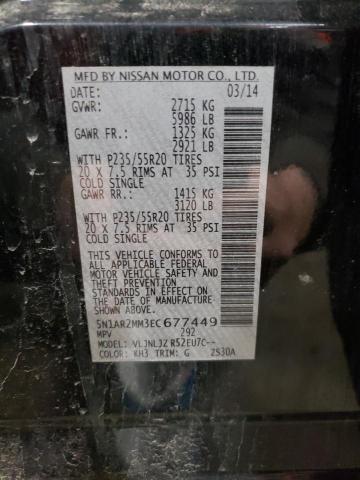 MFD BY NISSAN MOTOR CO., LTD.
DATE: 03/14
GVWR: 2715 KG
5986 LB
GAWR FR.: 1325 KG
2921 LB
WITH P235/55R20 TIRES
20 X 7.5 RIMS AT 35 PSI
COLD SINGLE
GAWR RR.: 1415 KG
3120 LB
WITH P235/55R20 TIRES
20 X 7.5 RIMS AT 35 PSI
COLD SINGLE
THIS VEHICLE CONFORMS TO
ALL APPLICABLE FEDERAL
MOTOR VEHICLE SAFETY AND
THEFT PREVENTION
STANDARDS IN EFFECT ON
THE DATE OF MANUFACTURE
SHOWN ABOVE.
5N1AR2MM3EC677449
MPV 292
MODEL: VLJNLJZ R52EU7C--
COLOR: KH3 TRIM: G 2530A